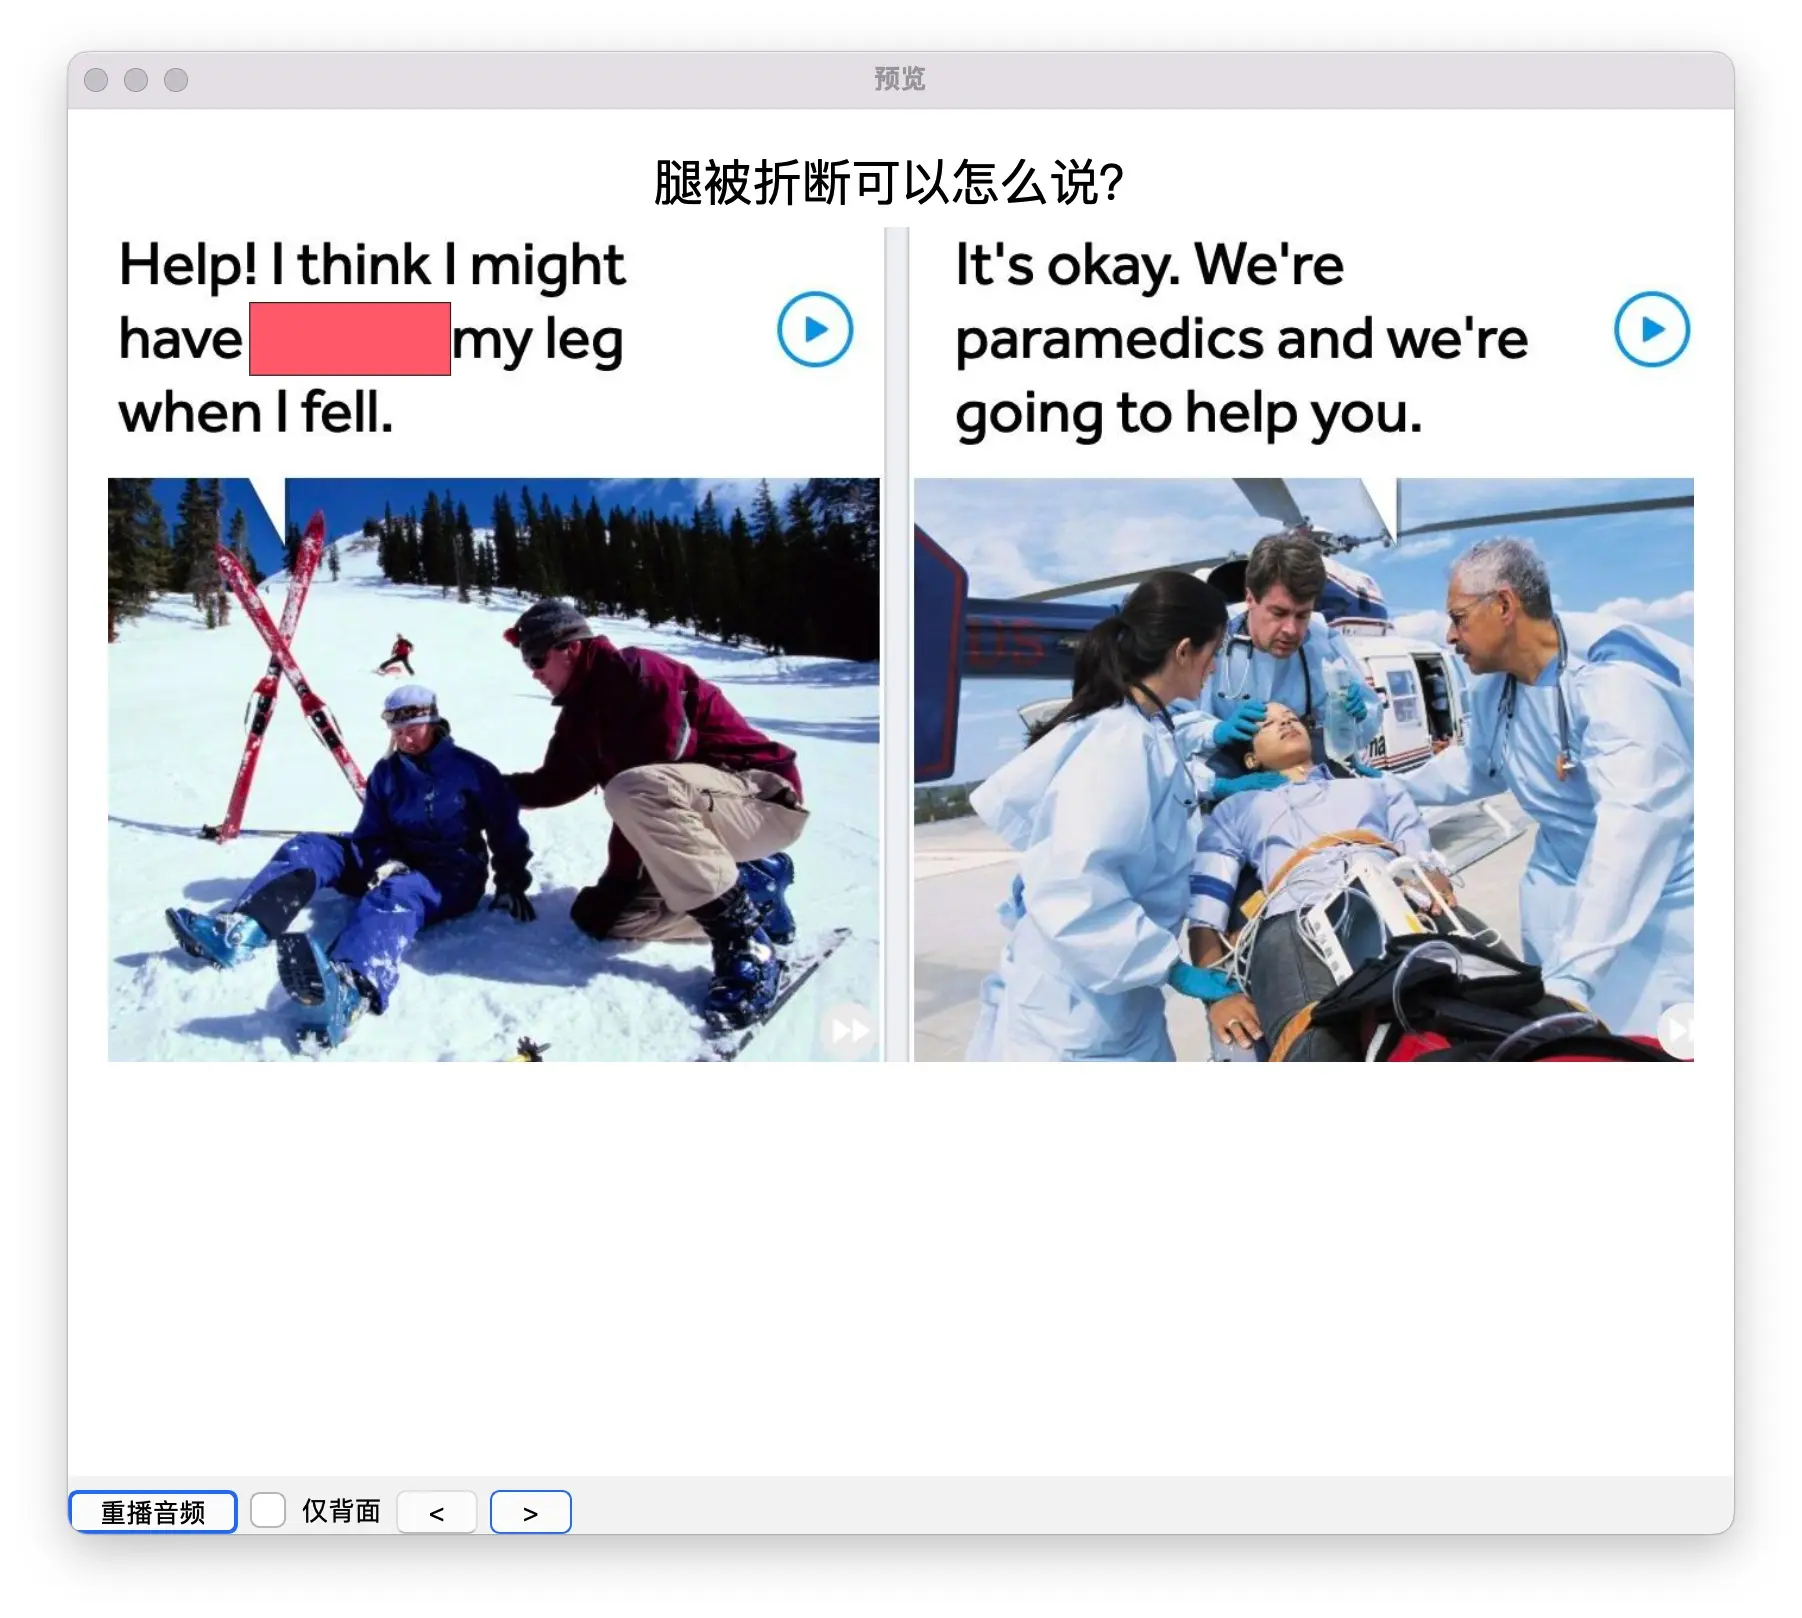 预览
腿被折断可以怎么说？
Help! I think I might
have my leg
when I fell.
It's okay. We're
paramedics and we're
going to help you.
US
na
重播音频
仅背面
<
>